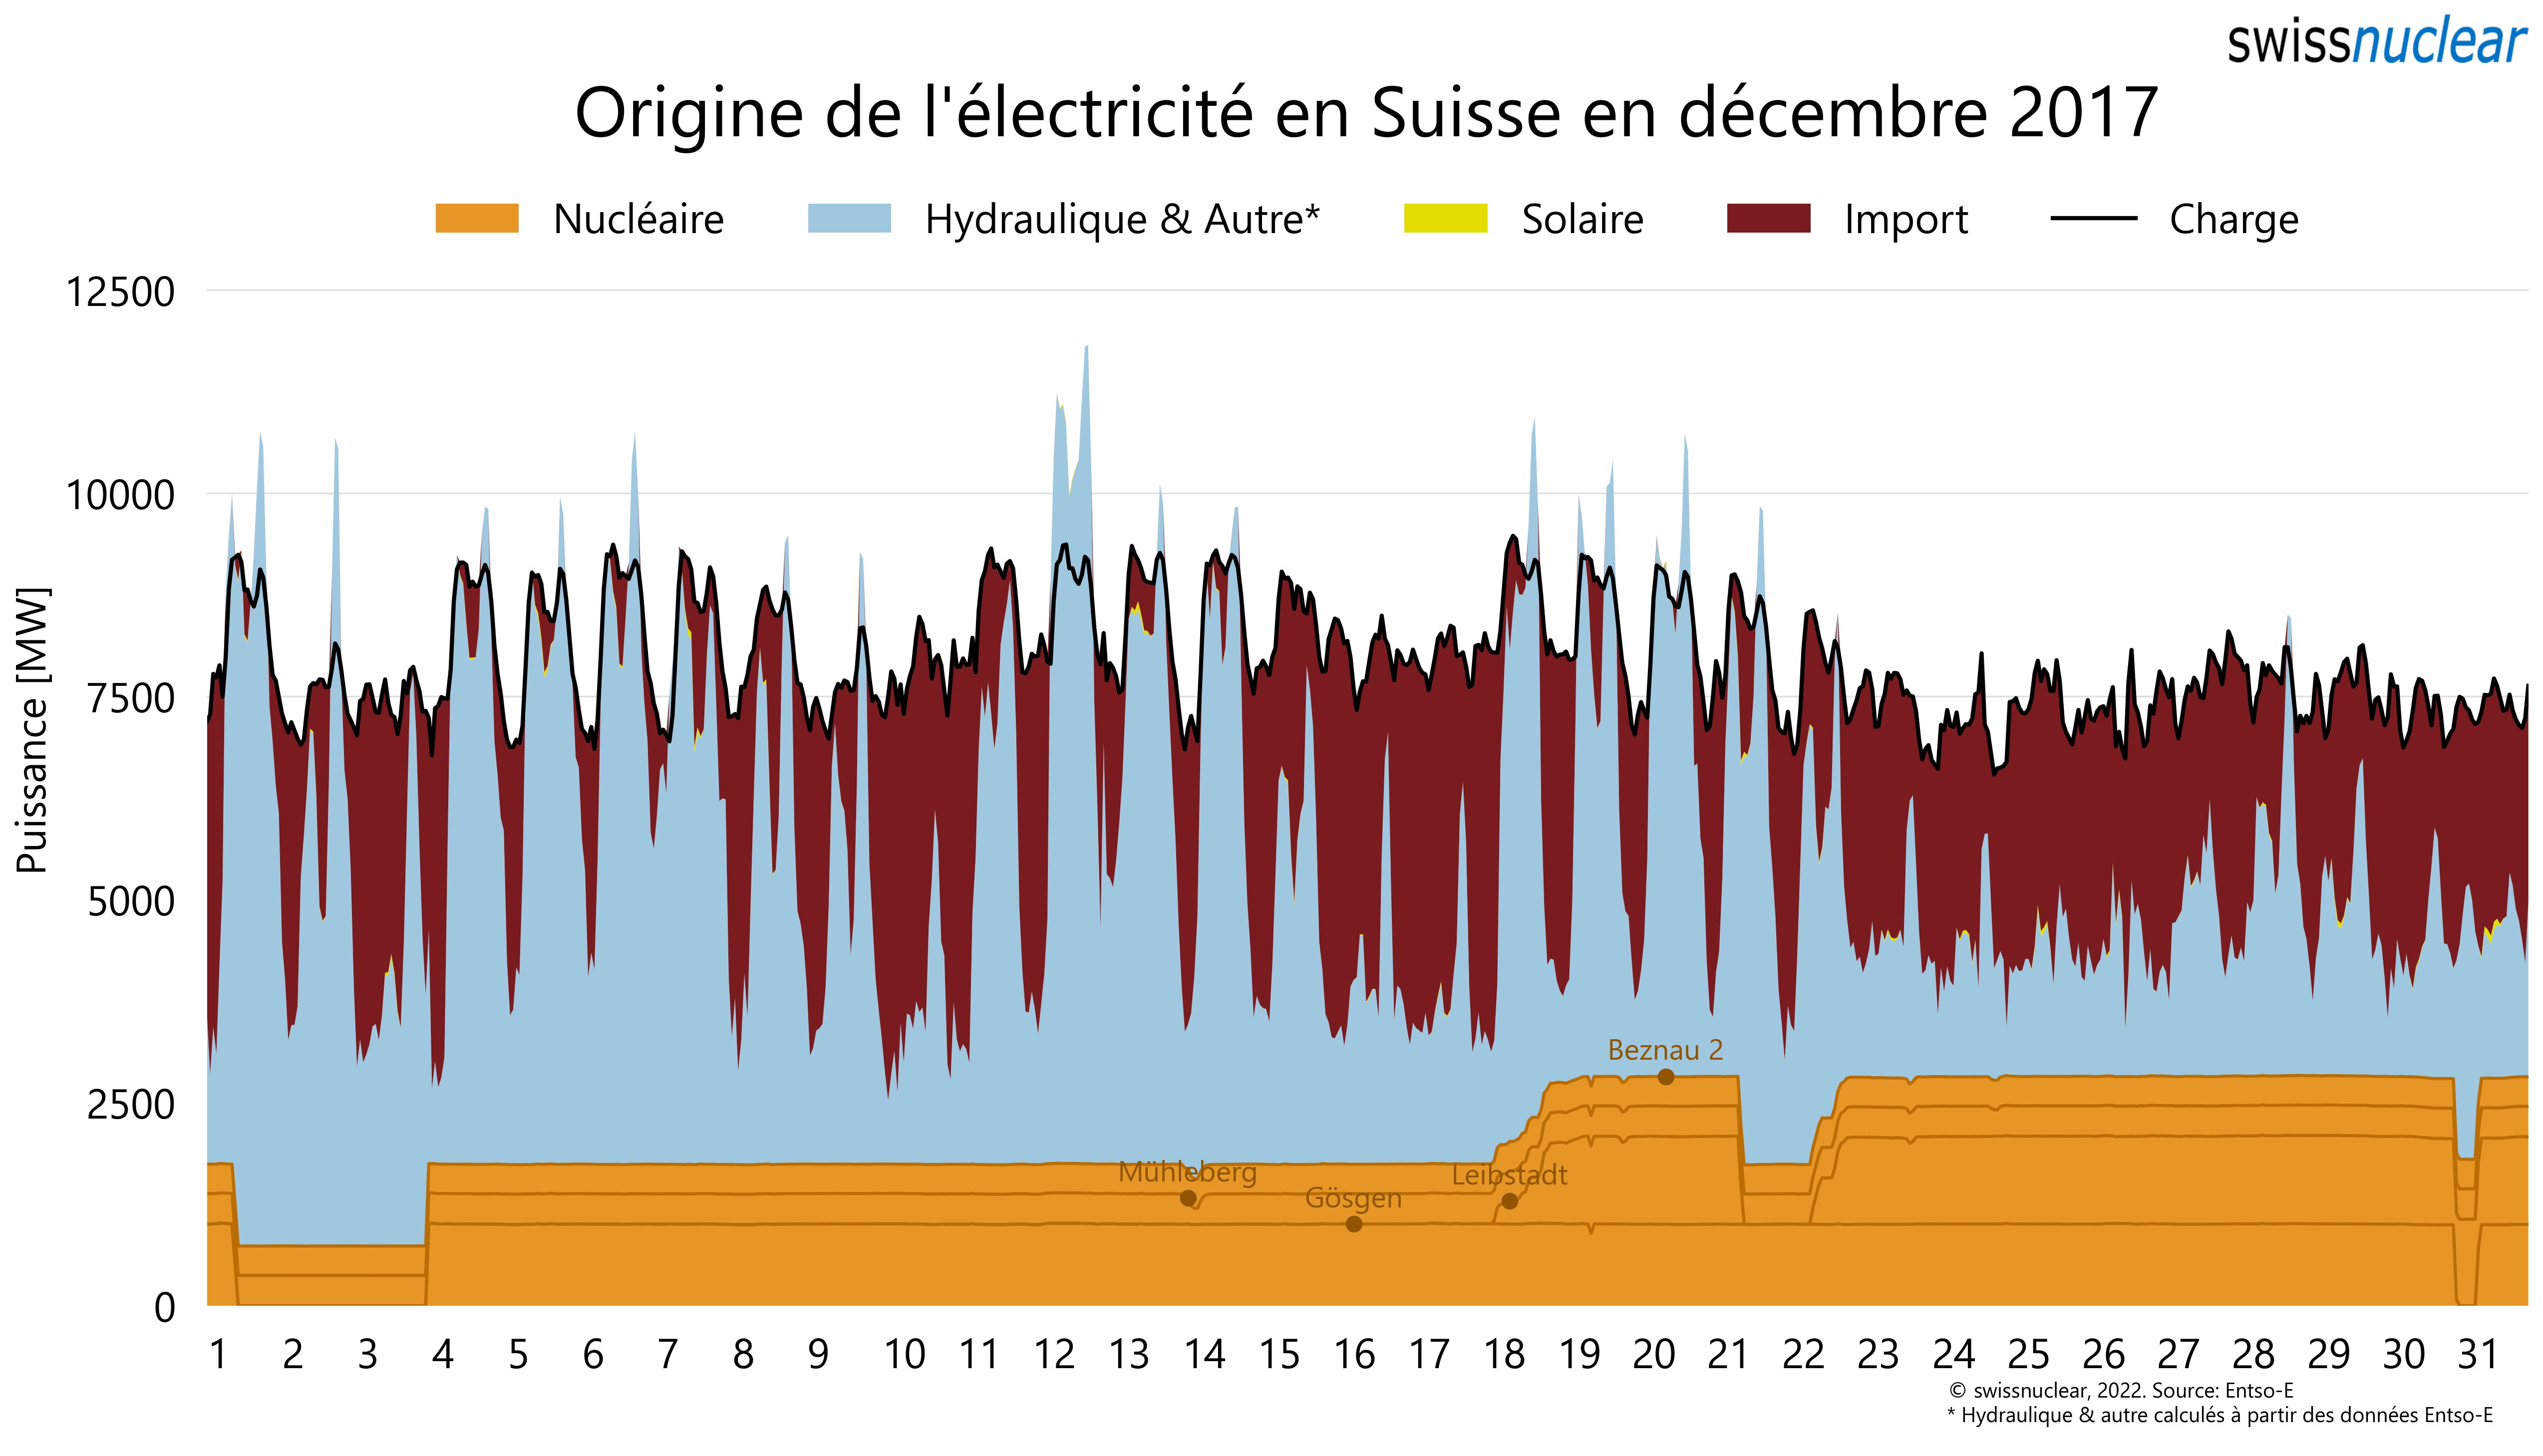 swissnuclear
Origine de l'électricité en Suisse en décembre 2017
Nucléaire Hydraulique & Autre* Solaire Import Charge
12500
10000
7500
5000
2500
0
Puissance [MW]
Beznau 2
Mühleberg
Leibstadt
Gösgen
1 2 3 4 5 6 7 8 9 10 11 12 13 14 15 16 17 18 19 20 21 22 23 24 25 26 27 28 29 30 31
© swissnuclear, 2022. Source: Entso-E
* Hydraulique & autre calculés à partir des données Entso-E